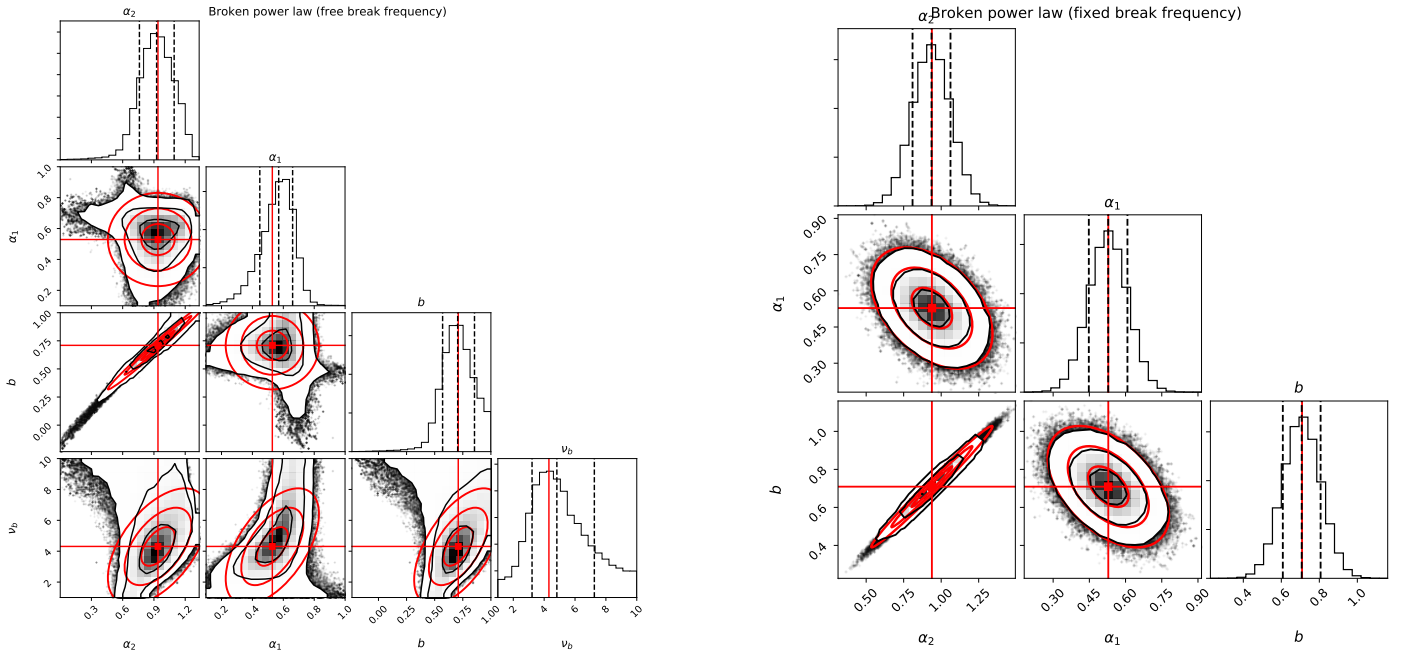 α₂ Broken power law (free break frequency)
α₁
1.0
0.8
0.6
0.4
0.2
α₁
b
1.00
0.75
0.50
0.25
0.00
b
ν_b
10
8
6
4
2
ν_b
0.3 0.6 0.9 1.2
0.2 0.4 0.6 0.8 1.0
0.00 0.25 0.50 0.75 1.00
2 4 6 8 10
α₂ α₁ b ν_b
α₂ Broken power law (fixed break frequency)
α₁
0.90
0.75
0.60
0.45
0.30
α₁
b
1.0
0.8
0.6
0.4
b
0.50 0.75 1.00 1.25
0.30 0.45 0.60 0.75 0.90
0.4 0.6 0.8 1.0
α₂ α₁ b